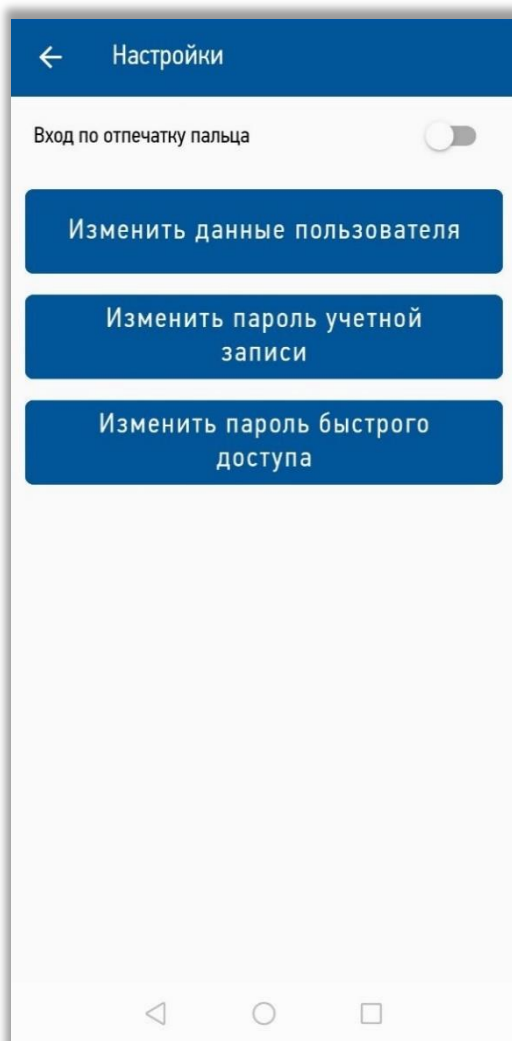 Настройки
Вход по отпечатку пальца
Изменить данные пользователя
Изменить пароль учетной
записи
Изменить пароль быстрого
доступа